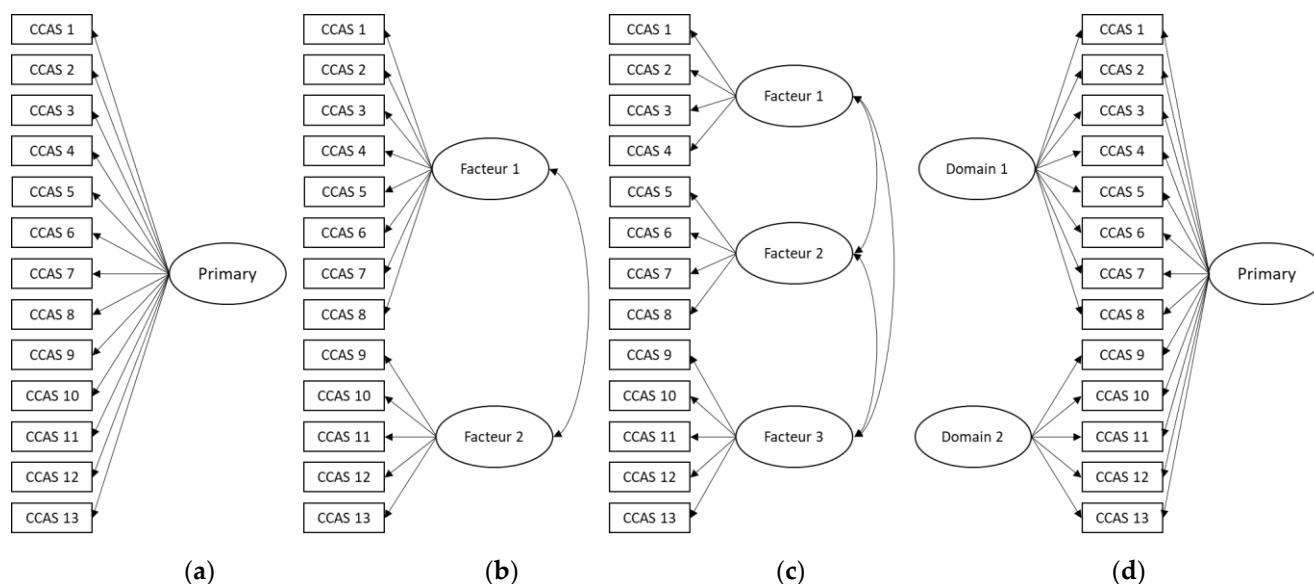 CCAS 1
CCAS 2
CCAS 3
CCAS 4
CCAS 5
CCAS 6
CCAS 7
CCAS 8
CCAS 9
CCAS 10
CCAS 11
CCAS 12
CCAS 13
Primary
(a)
CCAS 1
CCAS 2
CCAS 3
CCAS 4
CCAS 5
CCAS 6
CCAS 7
CCAS 8
CCAS 9
CCAS 10
CCAS 11
CCAS 12
CCAS 13
Facteur 1
Facteur 2
(b)
CCAS 1
CCAS 2
CCAS 3
CCAS 4
CCAS 5
CCAS 6
CCAS 7
CCAS 8
CCAS 9
CCAS 10
CCAS 11
CCAS 12
CCAS 13
Facteur 1
Facteur 2
Facteur 3
(c)
Domain 1
Domain 2
CCAS 1
CCAS 2
CCAS 3
CCAS 4
CCAS 5
CCAS 6
CCAS 7
CCAS 8
CCAS 9
CCAS 10
CCAS 11
CCAS 12
CCAS 13
Primary
(d)